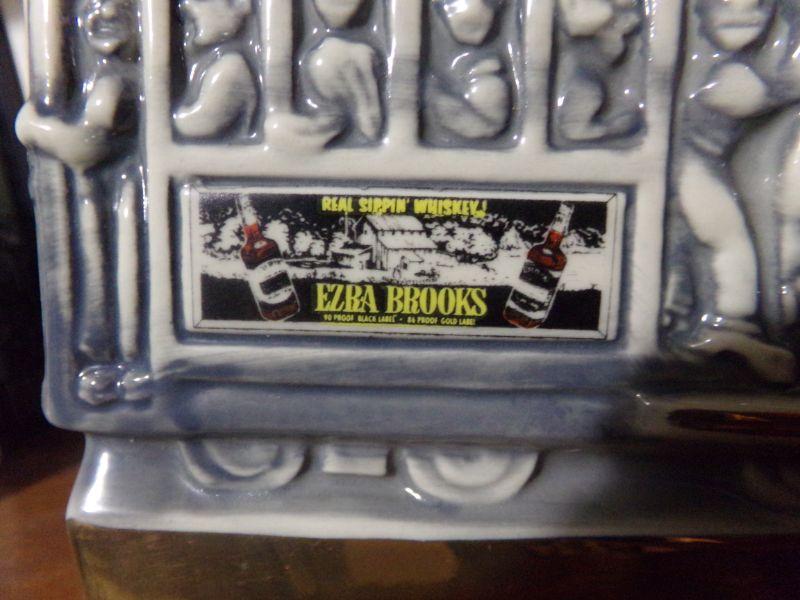 REAL SIPPIN' WHISKEY!
EZRA BROOKS
90 PROOF BLACK LABEL • 86 PROOF GOLD LABEL